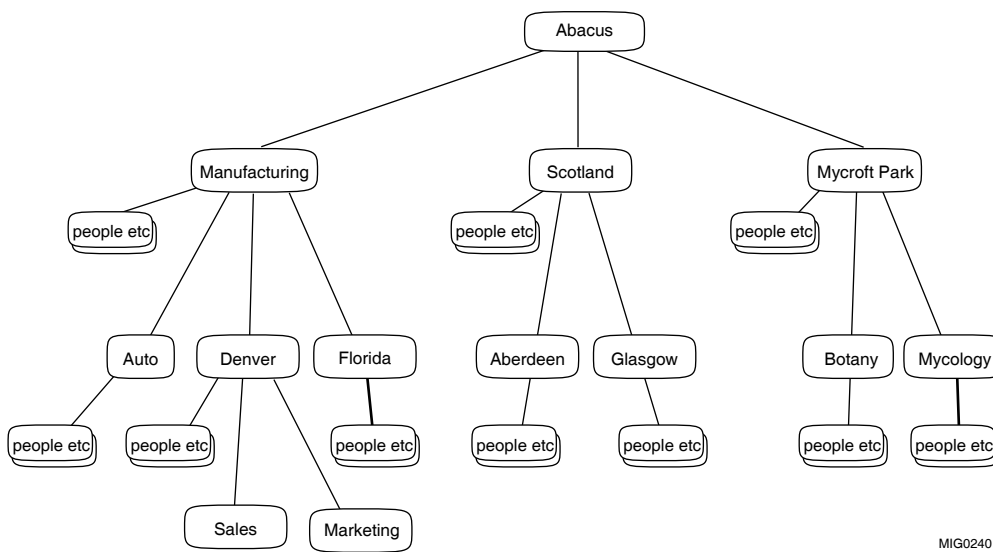 Abacus
Manufacturing
Scotland
Mycroft Park
people etc
people etc
people etc
Auto
Denver
Florida
Aberdeen
Glasgow
Botany
Mycology
people etc
people etc
people etc
people etc
people etc
people etc
people etc
Sales
Marketing
MIG0240